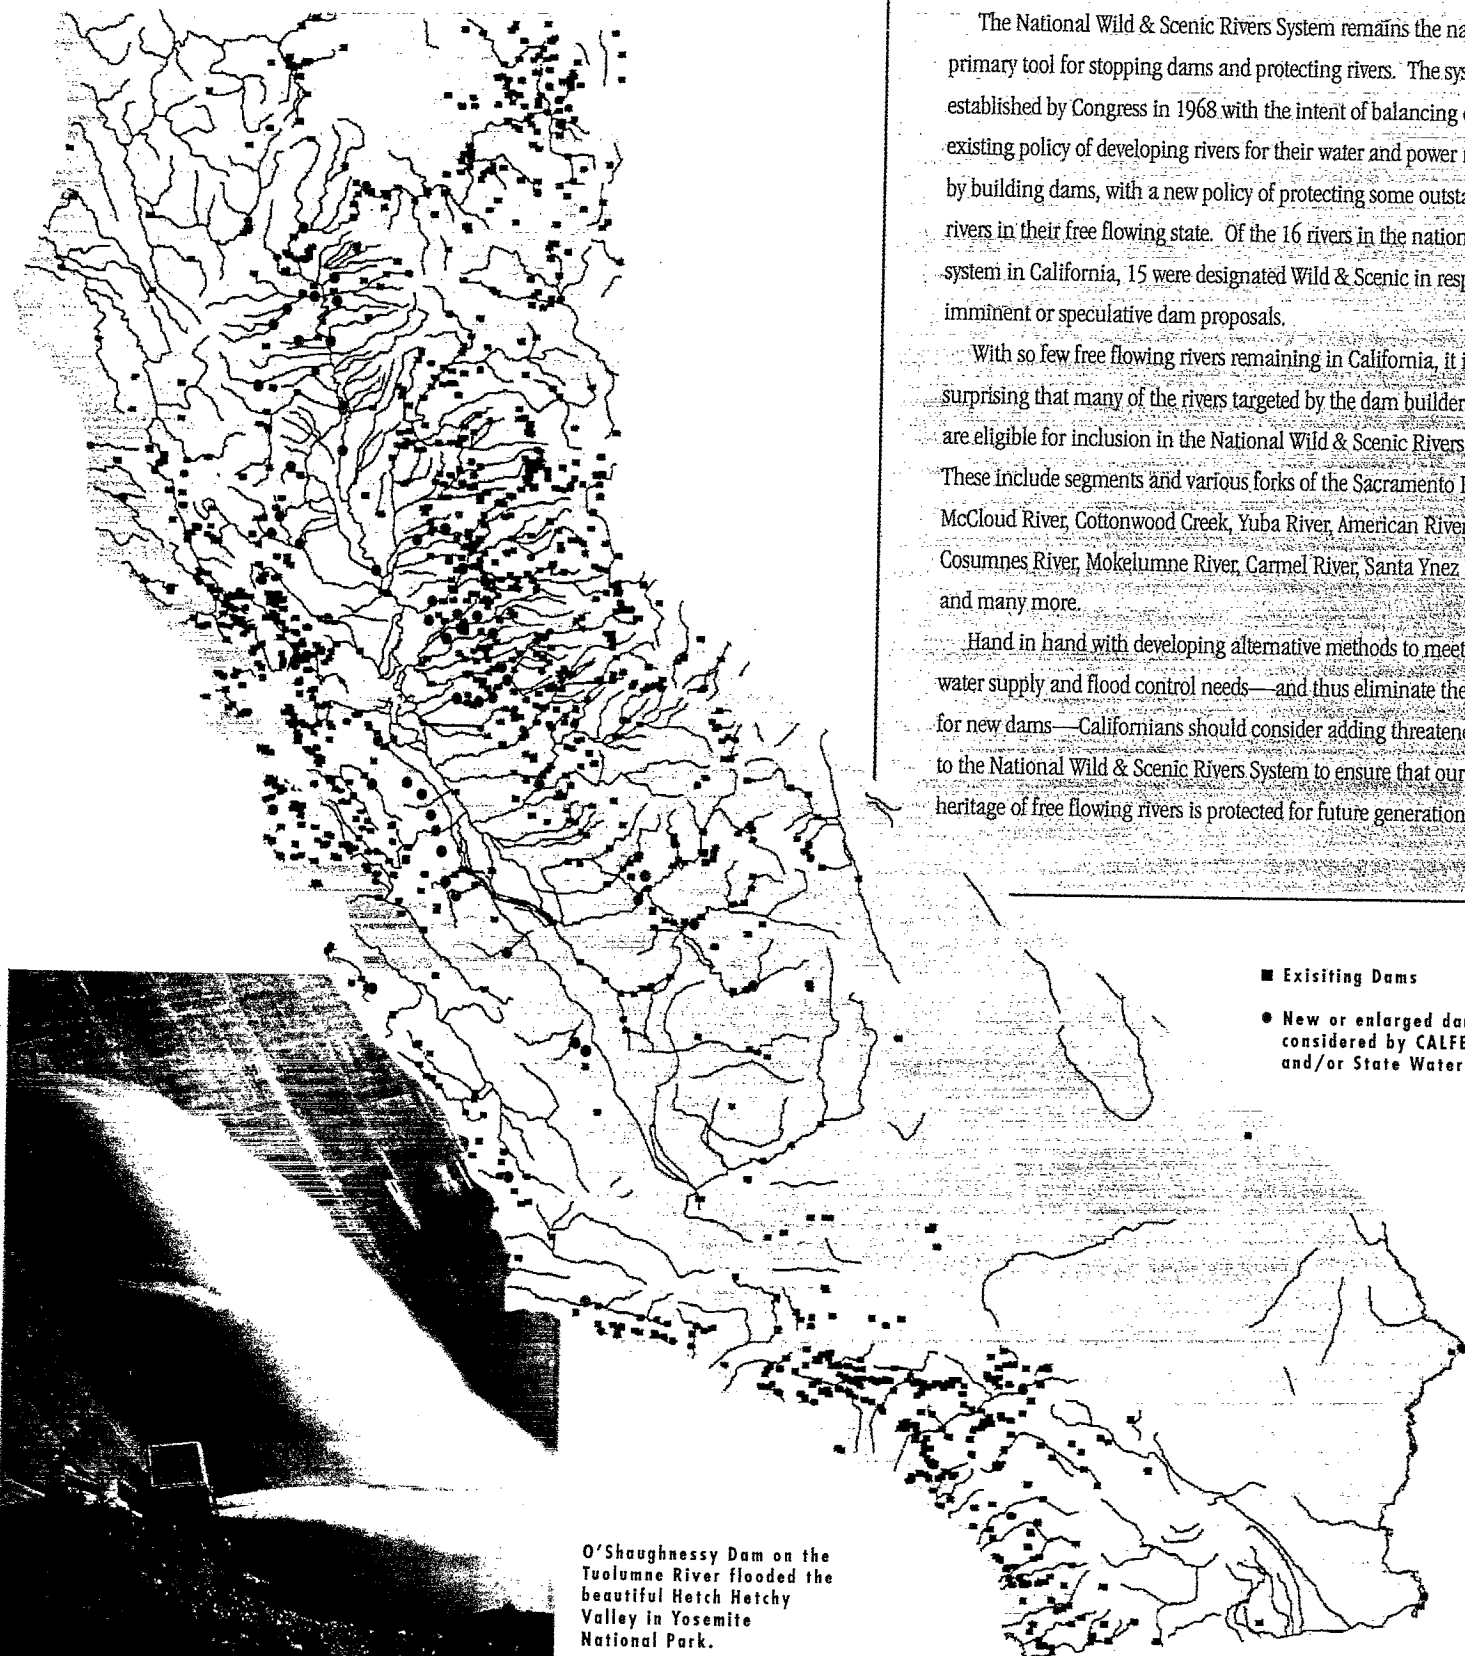 The National Wild & Scenic Rivers System remains the na
primary tool for stopping dams and protecting rivers. The sys
established by Congress in 1968 with the intent of balancing
existing policy of developing rivers for their water and power
by building dams, with a new policy of protecting some outsta
rivers in their free flowing state. Of the 16 rivers in the nation
system in California, 15 were designated Wild & Scenic in resp
imminent or speculative dam proposals.
With so few free flowing rivers remaining in California, it i
surprising that many of the rivers targeted by the dam builder
are eligible for inclusion in the National Wild & Scenic Rivers
These include segments and various forks of the Sacramento
McCloud River, Cottonwood Creek, Yuba River, American River
Cosumnes River, Mokelumne River, Carmel River, Santa Ynez
and many more.
Hand in hand with developing alternative methods to meet
water supply and flood control needs—and thus eliminate the
for new dams—Californians should consider adding threatene
to the National Wild & Scenic Rivers System to ensure that our
heritage of free flowing rivers is protected for future generation
Exisiting Dams
New or enlarged da
considered by CALFE
and/or State Water
O'Shaughnessy Dam on the
Tuolumne River flooded the
beautiful Hetch Hetchy
Valley in Yosemite
National Park.